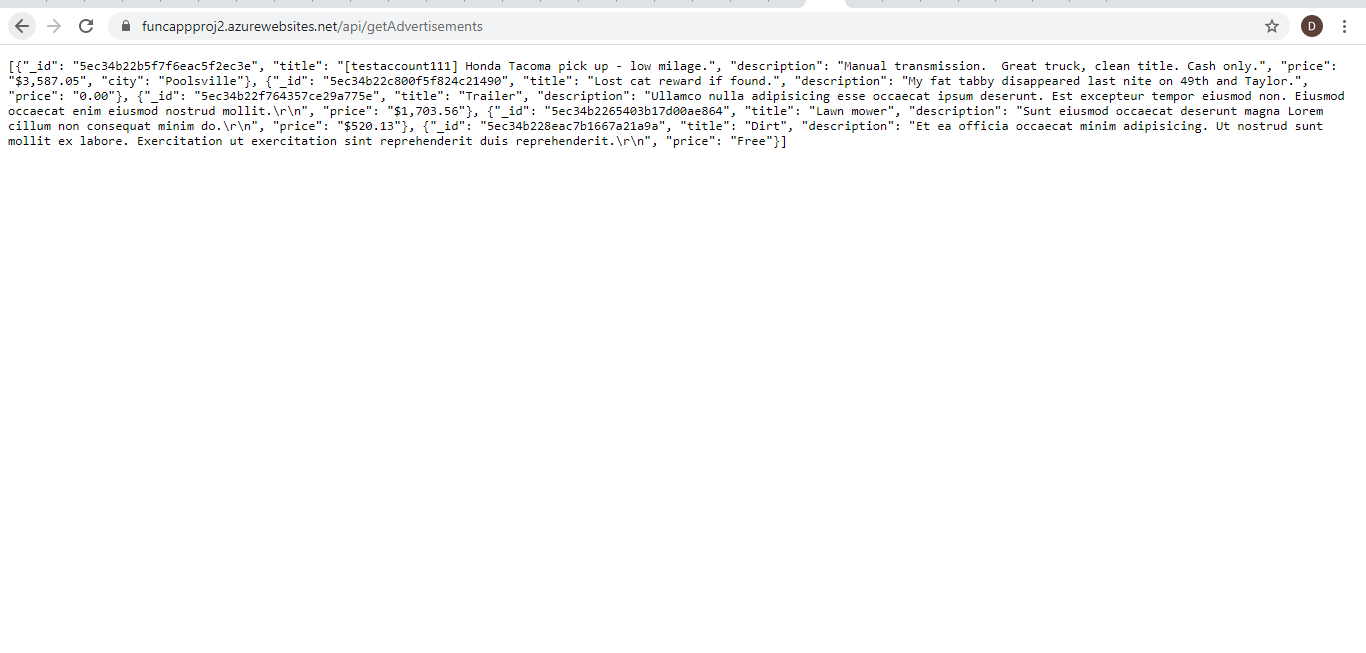 funcappproj2.azurewebsites.net/api/getAdvertisements
D
[{"_id": "5ec34b22b5f7f6eac5f2ec3e", "title": "[testaccount111] Honda Tacoma pick up - low milage.", "description": "Manual transmission.  Great truck, clean title. Cash only.", "price":
"$3,587.05", "city": "Poolsville"}, {"_id": "5ec34b22c800f5f824c21490", "title": "Lost cat reward if found.", "description": "My fat tabby disappeared last nite on 49th and Taylor.",
"price": "0.00"}, {"_id": "5ec34b22f764357ce29a775e", "title": "Trailer", "description": "Ullamco nulla adipisicing esse occaecat ipsum deserunt. Est excepteur tempor eiusmod non. Eiusmod
occaecat enim eiusmod nostrud mollit.\r\n", "price": "$1,703.56"}, {"_id": "5ec34b2265403b17d00ae864", "title": "Lawn mower", "description": "Sunt eiusmod occaecat deserunt magna Lorem
cillum non consequat minim do.\r\n", "price": "$520.13"}, {"_id": "5ec34b228eac7b1667a21a9a", "title": "Dirt", "description": "Et ea officia occaecat minim adipisicing. Ut nostrud sunt
mollit ex labore. Exercitation ut exercitation sint reprehenderit duis reprehenderit.\r\n", "price": "Free"}]